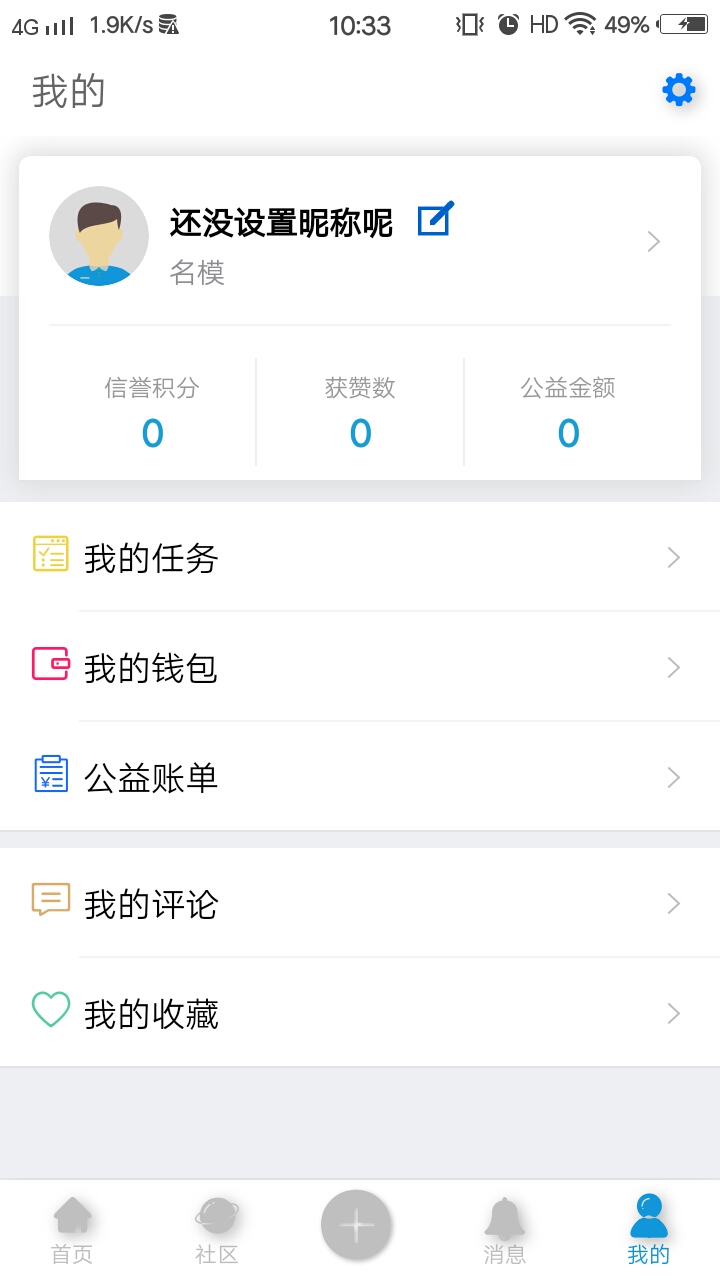 4G 1.9K/s 10:33 HD 49%
我的
还没设置昵称呢
名模
信誉积分 获赞数 公益金额
0 0 0
我的任务
我的钱包
公益账单
我的评论
我的收藏
首页 社区 消息 我的